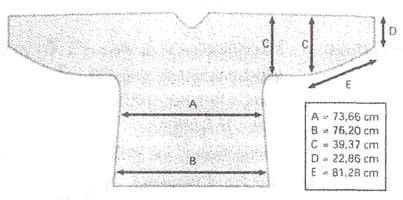 C
C
D
E
A
B
A = 73,66 cm
B = 76,20 cm
C = 39,37 cm
D = 22,86 cm
E = 81,28 cm